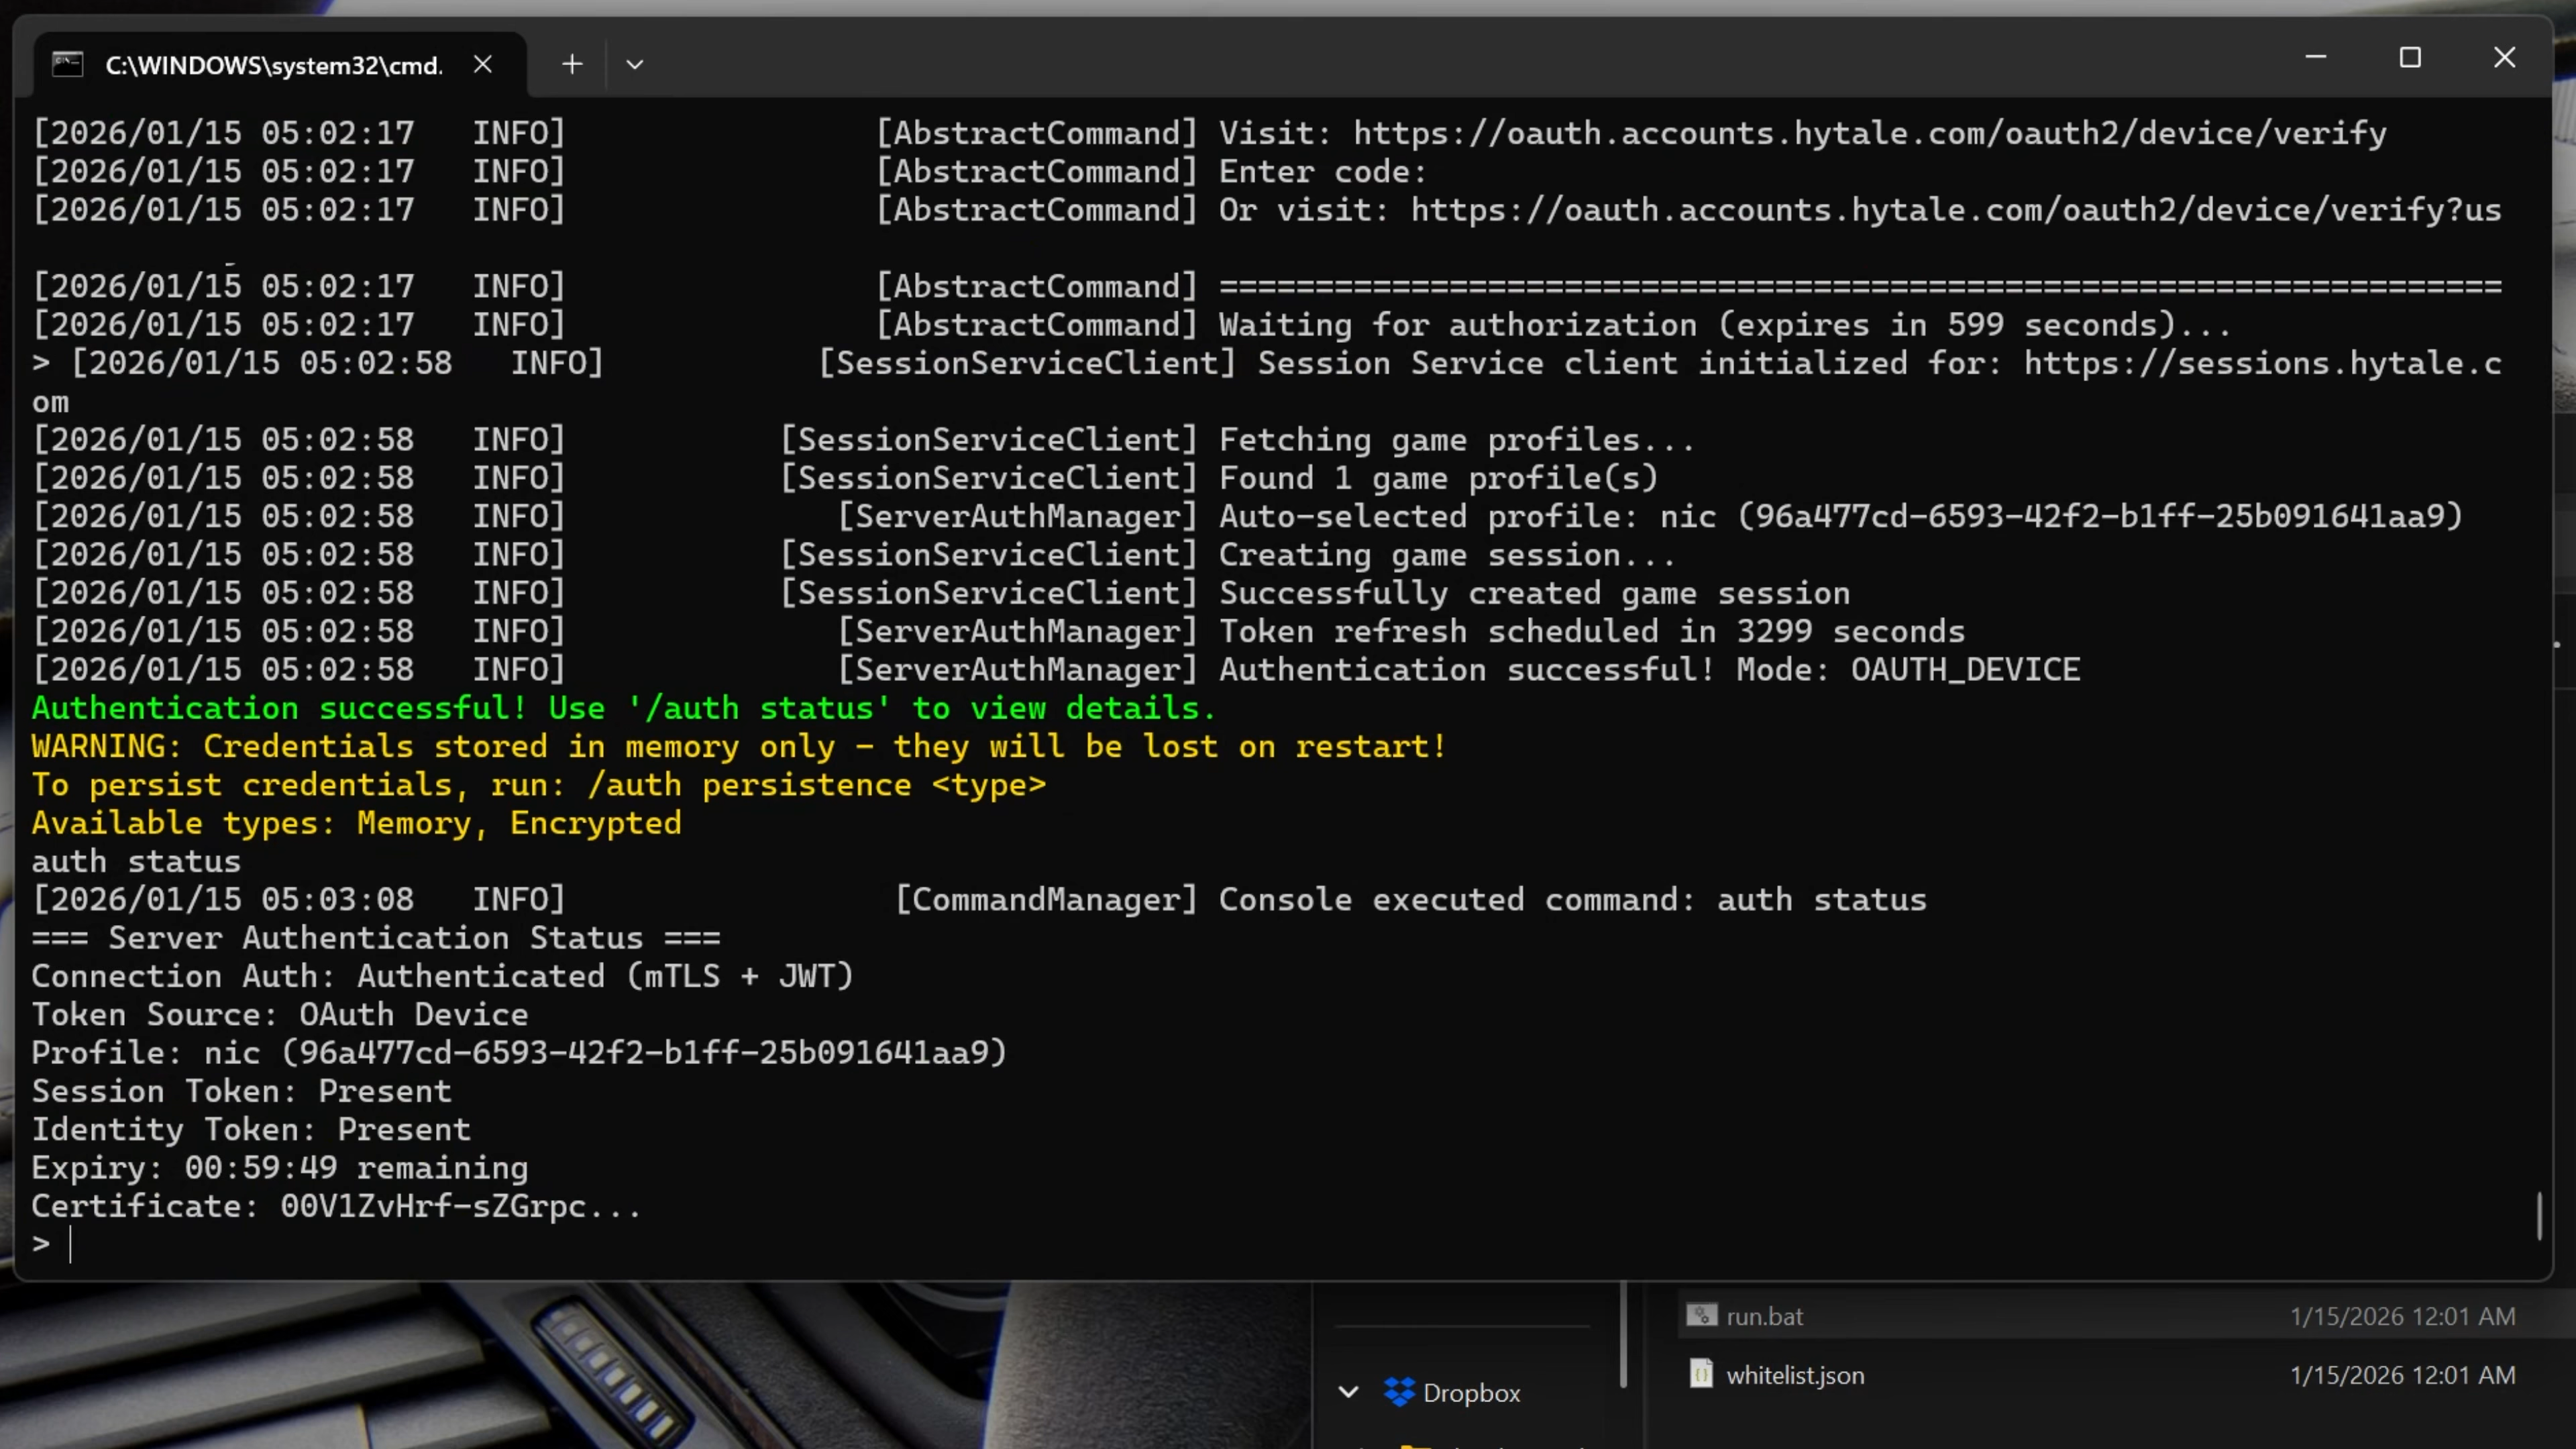 C:\WINDOWS\system32\cmd.
[2026/01/15 05:02:17   INFO]                [AbstractCommand] Visit: https://oauth.accounts.hytale.com/oauth2/device/verify
[2026/01/15 05:02:17   INFO]                [AbstractCommand] Enter code:
[2026/01/15 05:02:17   INFO]                [AbstractCommand] Or visit: https://oauth.accounts.hytale.com/oauth2/device/verify?us
[2026/01/15 05:02:17   INFO]                [AbstractCommand] ===================================================================
[2026/01/15 05:02:17   INFO]                [AbstractCommand] Waiting for authorization (expires in 599 seconds)...
> [2026/01/15 05:02:58   INFO]           [SessionServiceClient] Session Service client initialized for: https://sessions.hytale.c
om
[2026/01/15 05:02:58   INFO]           [SessionServiceClient] Fetching game profiles...
[2026/01/15 05:02:58   INFO]           [SessionServiceClient] Found 1 game profile(s)
[2026/01/15 05:02:58   INFO]              [ServerAuthManager] Auto-selected profile: nic (96a477cd-6593-42f2-b1ff-25b091641aa9)
[2026/01/15 05:02:58   INFO]           [SessionServiceClient] Creating game session...
[2026/01/15 05:02:58   INFO]           [SessionServiceClient] Successfully created game session
[2026/01/15 05:02:58   INFO]              [ServerAuthManager] Token refresh scheduled in 3299 seconds
[2026/01/15 05:02:58   INFO]              [ServerAuthManager] Authentication successful! Mode: OAUTH_DEVICE
Authentication successful! Use '/auth status' to view details.
WARNING: Credentials stored in memory only - they will be lost on restart!
To persist credentials, run: /auth persistence <type>
Available types: Memory, Encrypted
auth status
[2026/01/15 05:03:08   INFO]                 [CommandManager] Console executed command: auth status
=== Server Authentication Status ===
Connection Auth: Authenticated (mTLS + JWT)
Token Source: OAuth Device
Profile: nic (96a477cd-6593-42f2-b1ff-25b091641aa9)
Session Token: Present
Identity Token: Present
Expiry: 00:59:49 remaining
Certificate: 00V1ZvHrf-sZGrpc...
>
run.bat 1/15/2026 12:01 AM
whitelist.json 1/15/2026 12:01 AM
Dropbox